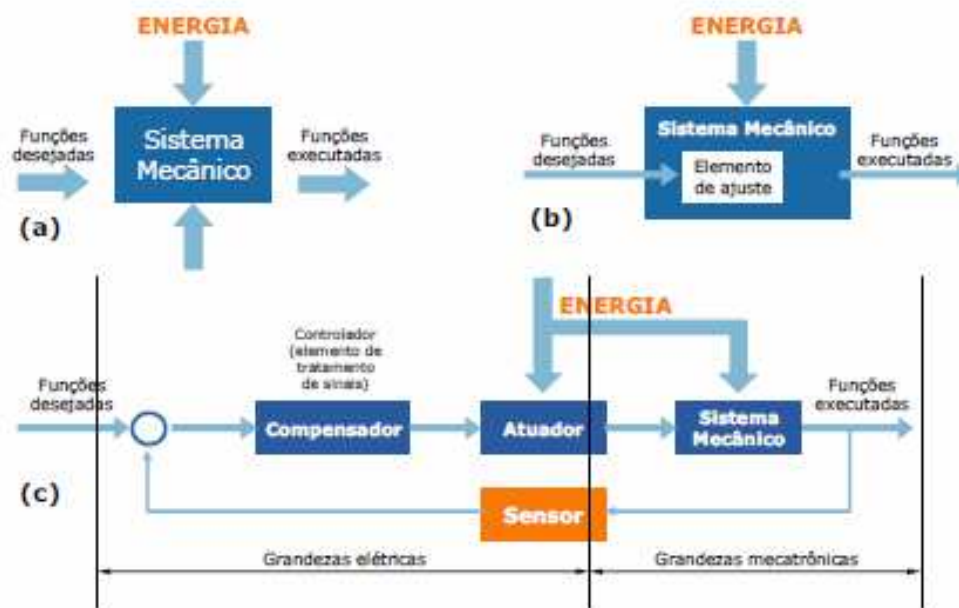 ENERGIA
Funções
desejadas
Sistema
Mecânico
Funções
executadas
(a)
ENERGIA
Funções
desejadas
Sistema Mecânico
Elemento
de ajuste
Funções
executadas
(b)
ENERGIA
Controlador
(elemento de
tratamento
de sinais)
Funções
desejadas
Compensador
Atuador
Sistema
Mecânico
Funções
executadas
(c)
Sensor
Grandezas elétricas
Grandezas mecatrônicas